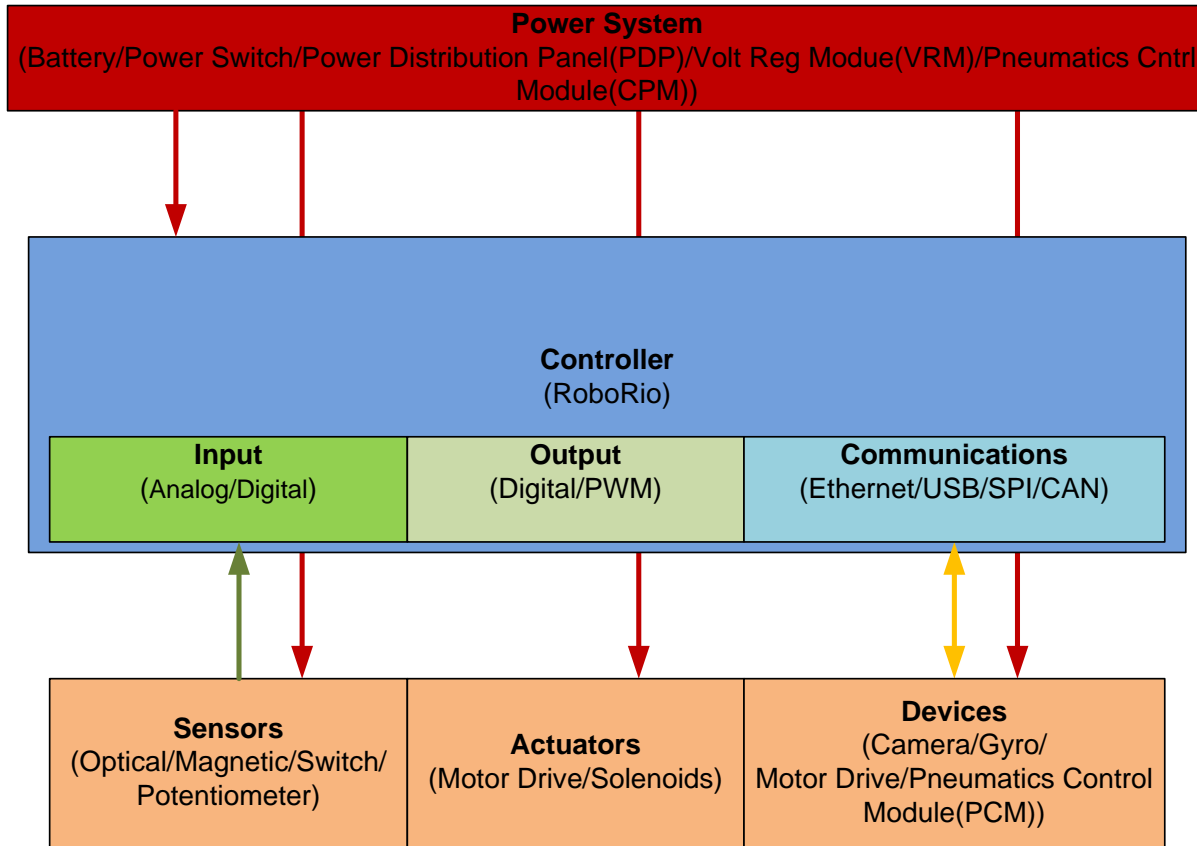 Power System
(Battery/Power Switch/Power Distribution Panel(PDP)/Volt Reg Modue(VRM)/Pneumatics Cntrl
Module(CPM))
Controller
(RoboRio)
Input
(Analog/Digital)
Output
(Digital/PWM)
Communications
(Ethernet/USB/SPI/CAN)
Sensors
(Optical/Magnetic/Switch/
Potentiometer)
Actuators
(Motor Drive/Solenoids)
Devices
(Camera/Gyro/
Motor Drive/Pneumatics Control
Module(PCM))